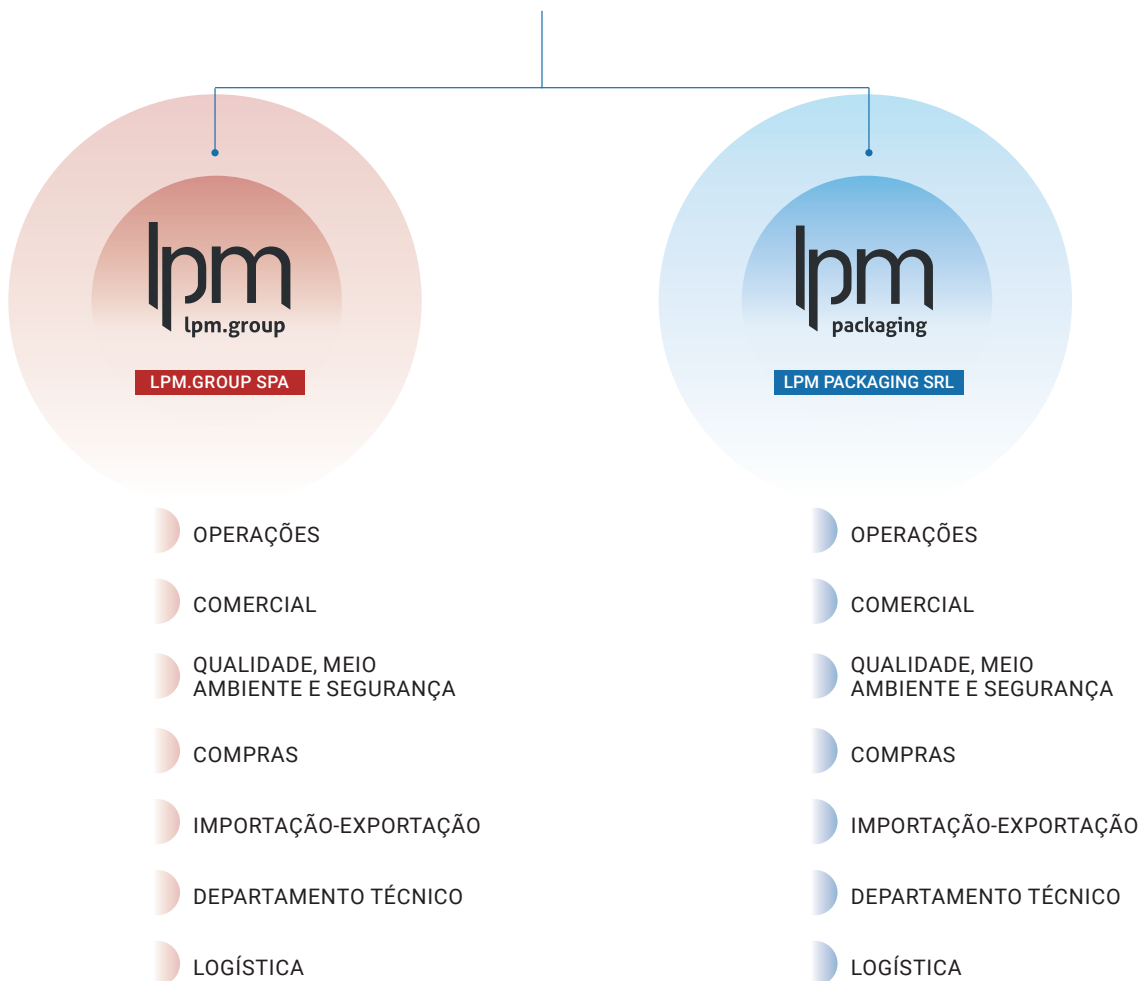 lpm
lpm.group
LPM.GROUP SPA
OPERAÇÕES
COMERCIAL
QUALIDADE, MEIO
AMBIENTE E SEGURANÇA
COMPRAS
IMPORTAÇÃO-EXPORTAÇÃO
DEPARTAMENTO TÉCNICO
LOGÍSTICA
lpm
packaging
LPM PACKAGING SRL
OPERAÇÕES
COMERCIAL
QUALIDADE, MEIO
AMBIENTE E SEGURANÇA
COMPRAS
IMPORTAÇÃO-EXPORTAÇÃO
DEPARTAMENTO TÉCNICO
LOGÍSTICA